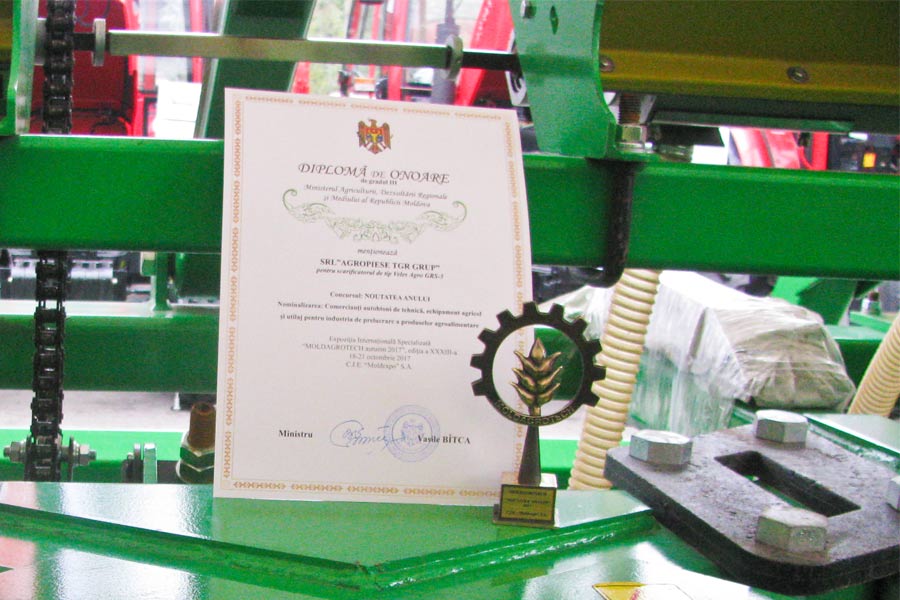 DIPLOMĂ DE ONOARE
de gradul III
Ministerul Agriculturii, Dezvoltării Regionale
și Mediului al Republicii Moldova
menționează
SRL"AGROPIESE TGR GRUP"
pentru scarificatorul de tip Veles Agro GRS-3
Concursul: NOUTATEA ANULUI
Nominalizarea: Comercianți autohtoni de tehnică, echipament agricol
și utilaj pentru industria de prelucrare a produselor agroalimentare
Expoziția Internațională Specializată
"MOLDAGROTECH autumn 2017", ediția a XXXIII-a
18-21 octombrie 2017
C.I.E. "Moldexpo" S.A.
Ministru Vasile BÎTCA
MOLDAGROTECH